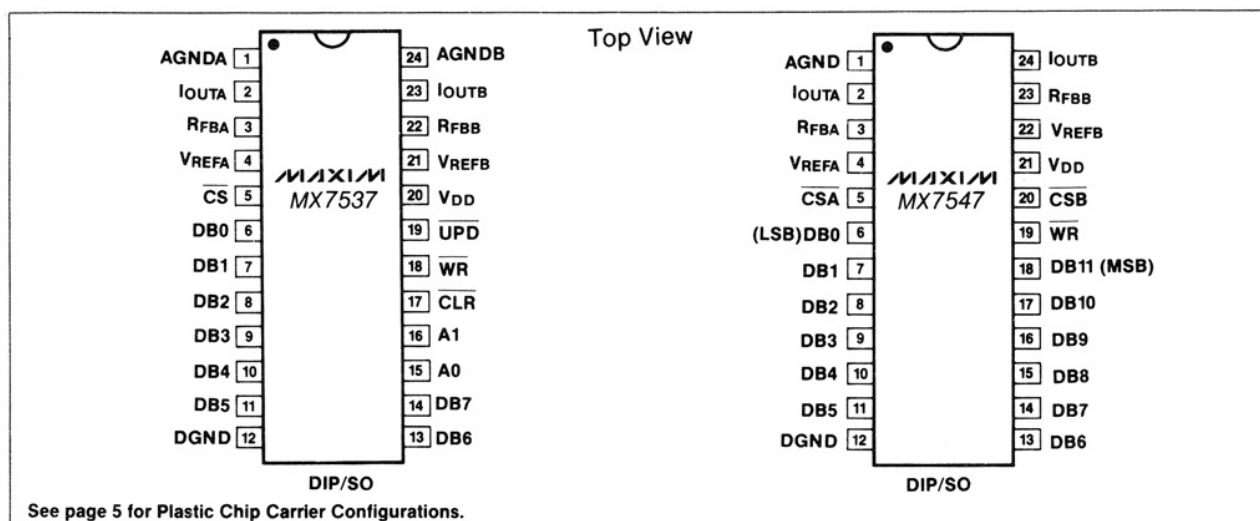 Top View
AGNDA 1
IOUTA 2
RFBA 3
VREFA 4
CS 5
DB0 6
DB1 7
DB2 8
DB3 9
DB4 10
DB5 11
DGND 12
MAXIM
MX7537
24 AGNDB
23 IOUTB
22 RFBB
21 VREFB
20 VDD
19 UPD
18 WR
17 CLR
16 A1
15 A0
14 DB7
13 DB6
DIP/SO
AGND 1
IOUTA 2
RFBA 3
VREFA 4
CSA 5
(LSB)DB0 6
DB1 7
DB2 8
DB3 9
DB4 10
DB5 11
DGND 12
MAXIM
MX7547
24 IOUTB
23 RFBB
22 VREFB
21 VDD
20 CSB
19 WR
18 DB11 (MSB)
17 DB10
16 DB9
15 DB8
14 DB7
13 DB6
DIP/SO
See page 5 for Plastic Chip Carrier Configurations.